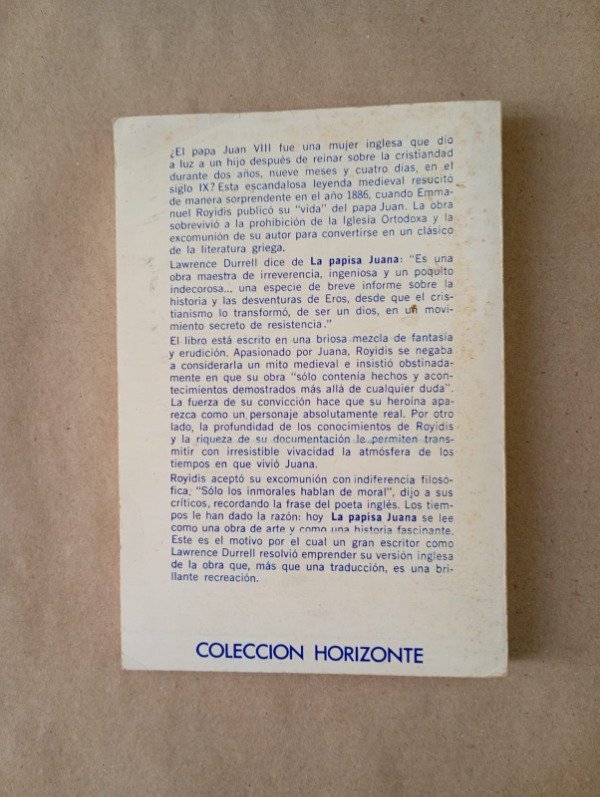 ¿El papa Juan VIII fue una mujer inglesa que dio
a luz a un hijo después de reinar sobre la cristiandad
durante dos años, nueve meses y cuatro días, en el
siglo IX? Esta escandalosa leyenda medieval resucitó
de manera sorprendente en el año 1886, cuando Emma-
nuel Royidis publicó su "vida" del papa Juan. La obra
sobrevivió a la prohibición de la Iglesia Ortodoxa y la
excomunión de su autor para convertirse en un clásico
de la literatura griega.
Lawrence Durrell dice de La papisa Juana: "Es una
obra maestra de irreverencia, ingeniosa y un poquito
indecorosa... una especie de breve informe sobre la
historia y las desventuras de Eros, desde que el cris-
tianismo lo transformó, de ser un dios, en un movi-
miento secreto de resistencia."
El libro está escrito en una briosa mezcla de fantasía
y erudición. Apasionado por Juana, Royidis se negaba
a considerarla un mito medieval e insistió obstinada-
mente en que su obra "sólo contenía hechos y acon-
tecimientos demostrados más allá de cualquier duda".
La fuerza de su convicción hace que su heroína apa-
rezca como un personaje absolutamente real. Por otro
lado, la profundidad de los conocimientos de Royidis
y la riqueza de su documentación le permiten trans-
mitir con irresistible vivacidad la atmósfera de los
tiempos en que vivió Juana.
Royidis aceptó su excomunión con indiferencia filosó-
fica, "Sólo los inmorales hablan de moral", dijo a sus
críticos, recordando la frase del poeta inglés. Los tiem-
pos le han dado la razón: hoy La papisa Juana se lee
como una obra de arte y como una historia fascinante.
Este es el motivo por el cual un gran escritor como
Lawrence Durrell resolvió emprender su versión inglesa
de la obra que, más que una traducción, es una bri-
llante recreación.
COLECCION HORIZONTE